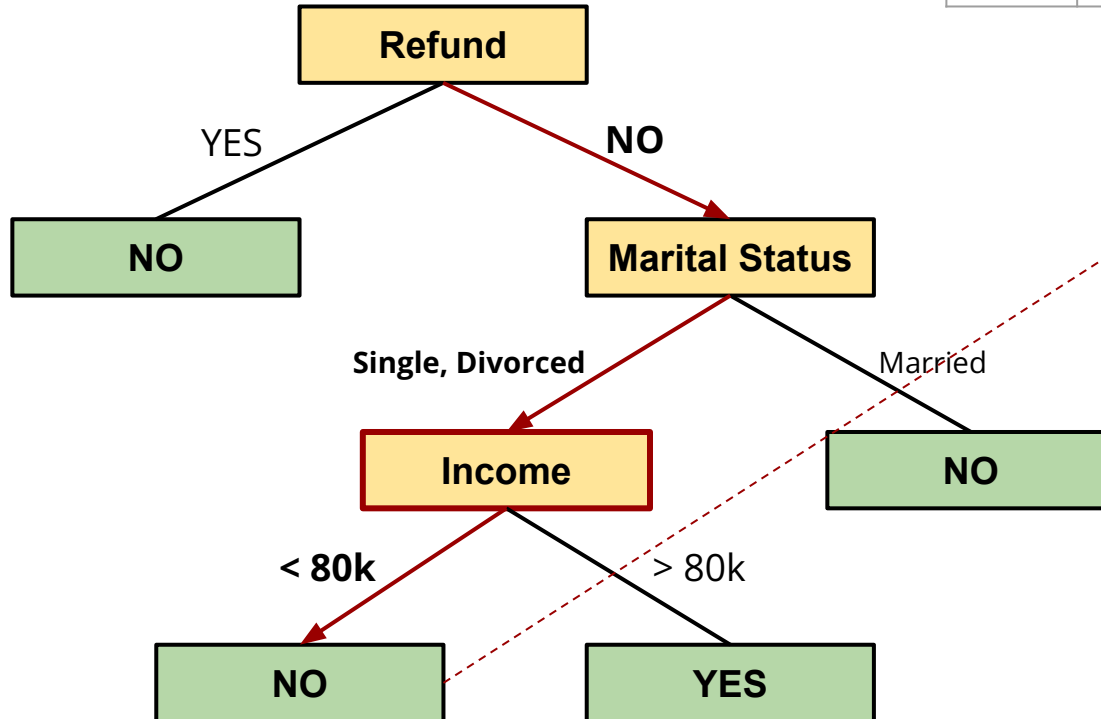 Refund
YES
NO
NO
Marital Status
Single, Divorced
Married
Income
NO
< 80k
> 80k
NO
YES